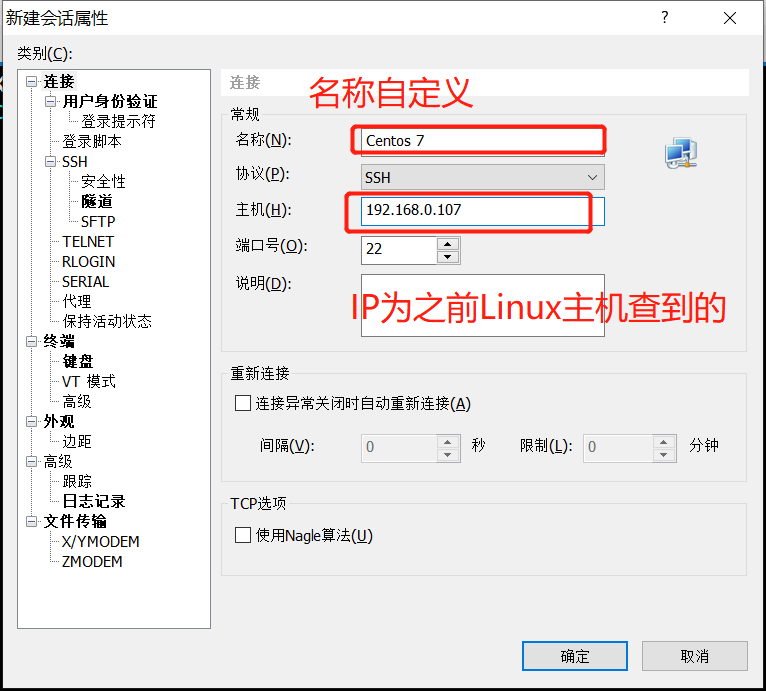 新建会话属性
?
类别(C):
连接
用户身份验证
登录提示符
登录脚本
SSH
安全性
隧道
SFTP
TELNET
RLOGIN
SERIAL
代理
保持活动状态
终端
键盘
VT 模式
高级
外观
边距
高级
跟踪
日志记录
文件传输
X/YMODEM
ZMODEM
连接
名称自定义
常规
名称(N):
Centos 7
协议(P):
SSH
主机(H):
192.168.0.107
端口号(O):
22
说明(D):
IP为之前Linux主机查到的
重新连接
连接异常关闭时自动重新连接(A)
间隔(V): 0 秒 限制(L): 0 分钟
TCP选项
使用Nagle算法(U)
确定 取消